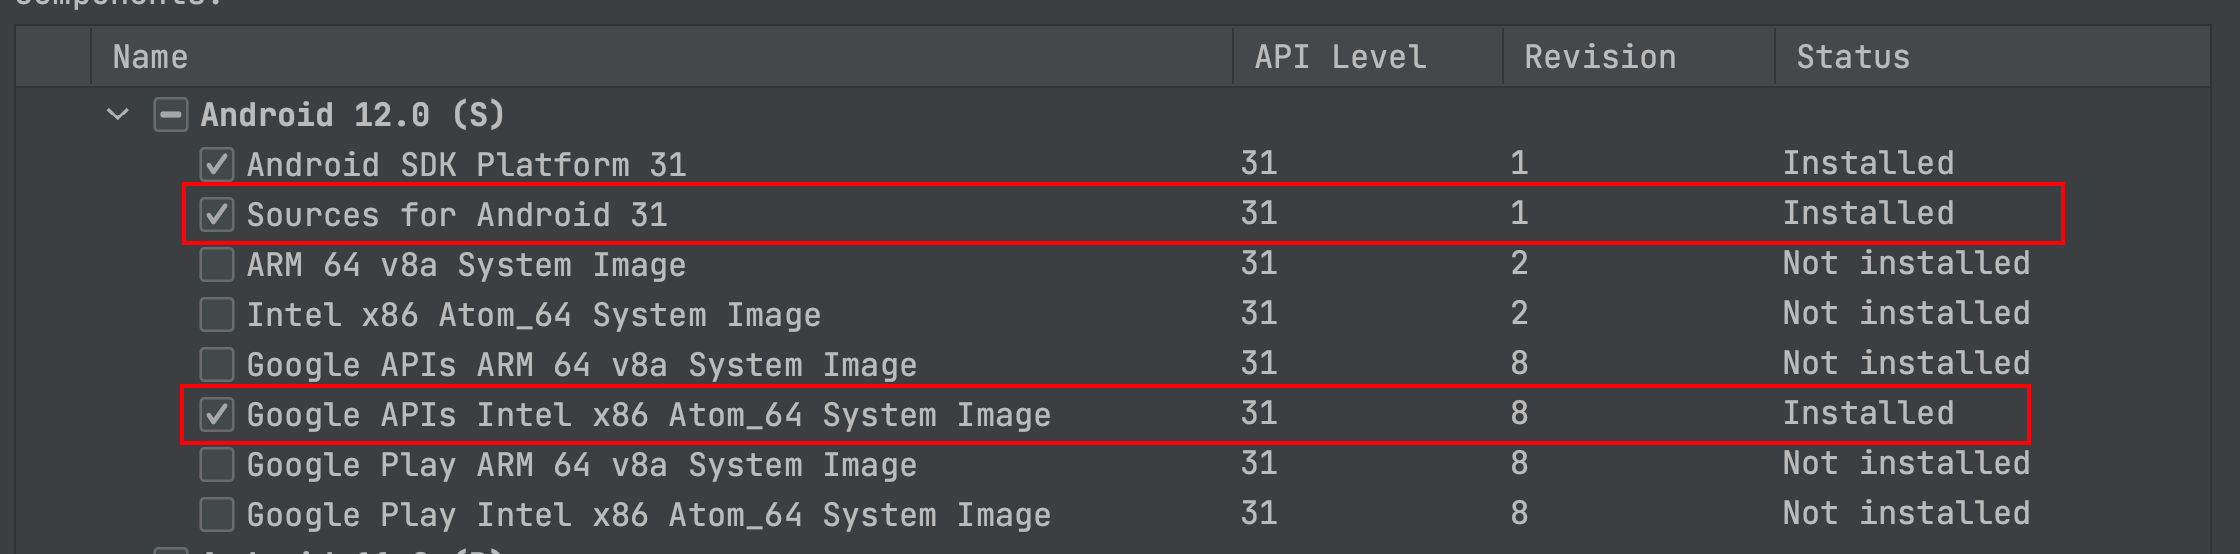 Components:
Name API Level Revision Status
Android 12.0 (S)
Android SDK Platform 31 31 1 Installed
Sources for Android 31 31 1 Installed
ARM 64 v8a System Image 31 2 Not installed
Intel x86 Atom_64 System Image 31 2 Not installed
Google APIs ARM 64 v8a System Image 31 8 Not installed
Google APIs Intel x86 Atom_64 System Image 31 8 Installed
Google Play ARM 64 v8a System Image 31 8 Not installed
Google Play Intel x86 Atom_64 System Image 31 8 Not installed